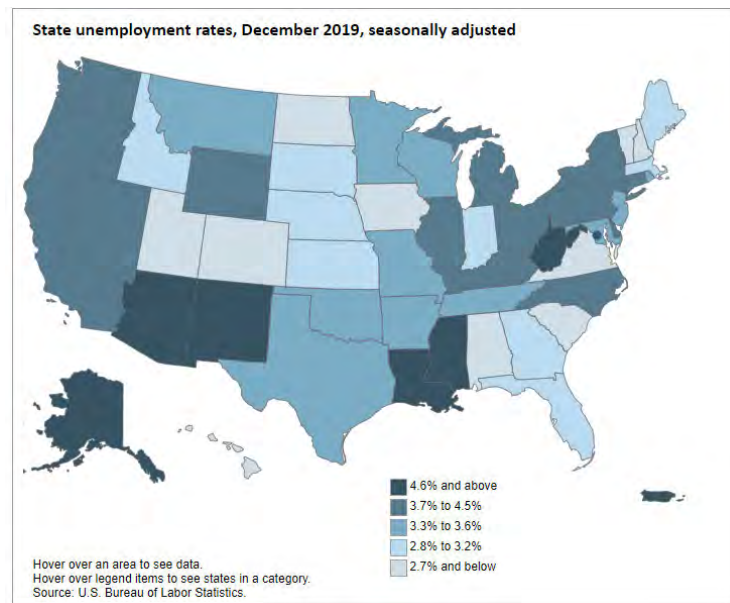 State unemployment rates, December 2019, seasonally adjusted
4.6% and above
3.7% to 4.5%
3.3% to 3.6%
2.8% to 3.2%
2.7% and below
Hover over an area to see data.
Hover over legend items to see states in a category.
Source: U.S. Bureau of Labor Statistics.